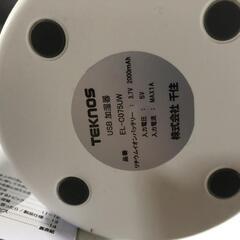 TEKNOS
USB 加湿器
品番 EL-C075UW
リチウムイオンバッテリー : 3.7V 2000mAh
入力電圧 : 5V
入力電流 : MAX1A
株式会社 千住